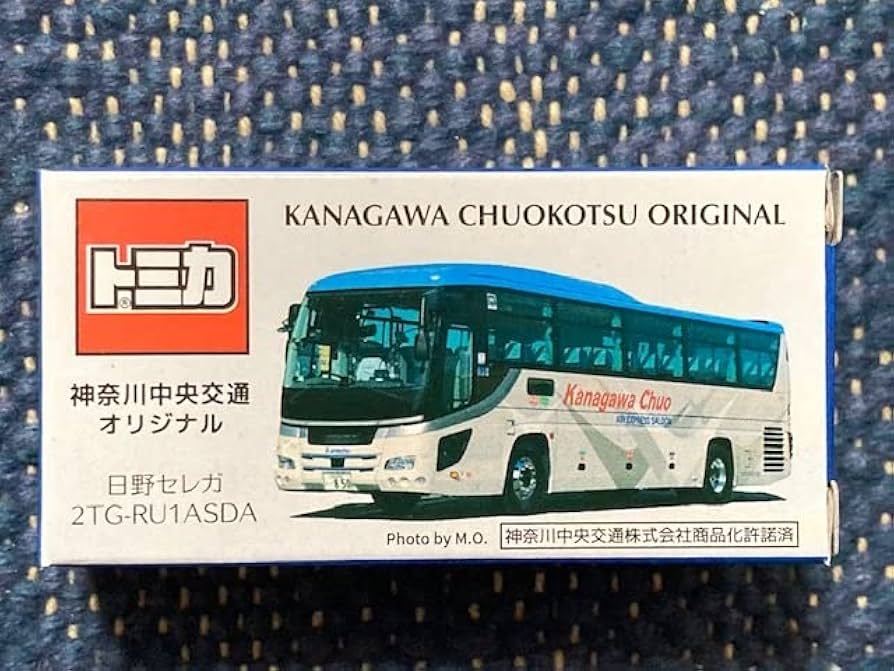 トミカ®
KANAGAWA CHUOKOTSU ORIGINAL
神奈川中央交通
オリジナル
日野セレガ
2TG-RU1ASDA
Kanagawa Chuo
850
Photo by M.O.
神奈川中央交通株式会社商品化許諾済